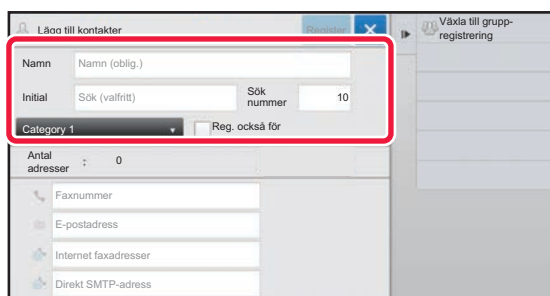 Lägg till kontakter
Register
Växla till grupp-
registrering
Namn
Namn (oblig.)
Initial
Sök (valfritt)
Sök
nummer
10
Category 1
Reg. också för
Antal
adresser
:
0
Faxnummer
E-postadress
Internet faxadresser
Direkt SMTP-adress